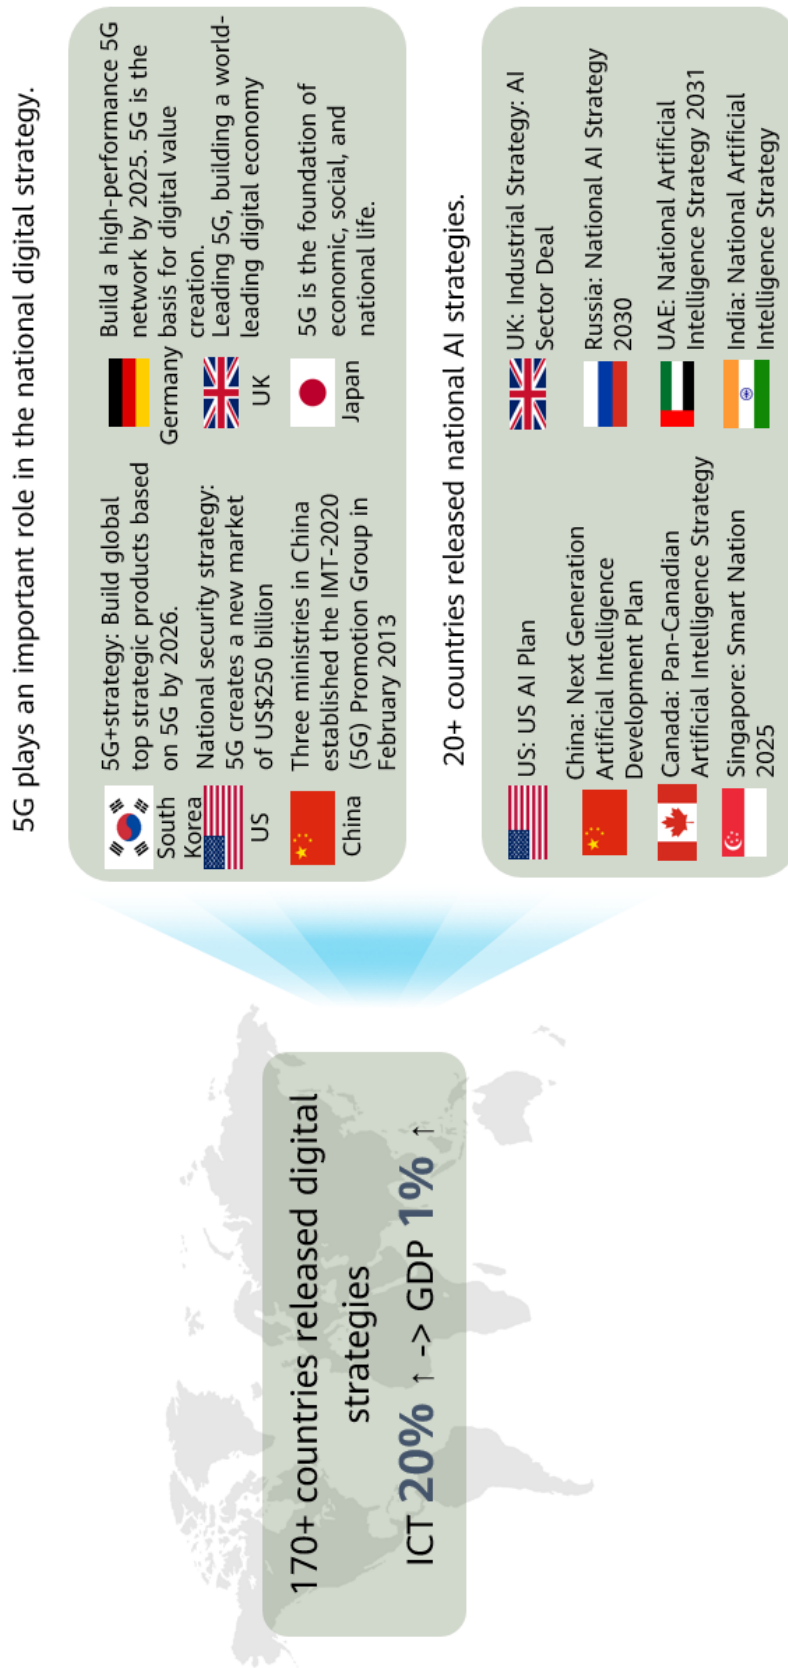 170+ countries released digital
strategies
ICT 20% ↑ -> GDP 1% ↑
5G plays an important role in the national digital strategy.
South
Korea
5G+strategy: Build global
top strategic products based
on 5G by 2026.
US
National security strategy:
5G creates a new market
of US$250 billion
China
Three ministries in China
established the IMT-2020
(5G) Promotion Group in
February 2013
Germany
Build a high-performance 5G
network by 2025. 5G is the
basis for digital value
creation.
UK
Leading 5G, building a world-
leading digital economy
Japan
5G is the foundation of
economic, social, and
national life.
20+ countries released national AI strategies.
US: US AI Plan
China: Next Generation
Artificial Intelligence
Development Plan
Canada: Pan-Canadian
Artificial Intelligence Strategy
Singapore: Smart Nation
2025
UK: Industrial Strategy: AI
Sector Deal
Russia: National AI Strategy
2030
UAE: National Artificial
Intelligence Strategy 2031
India: National Artificial
Intelligence Strategy